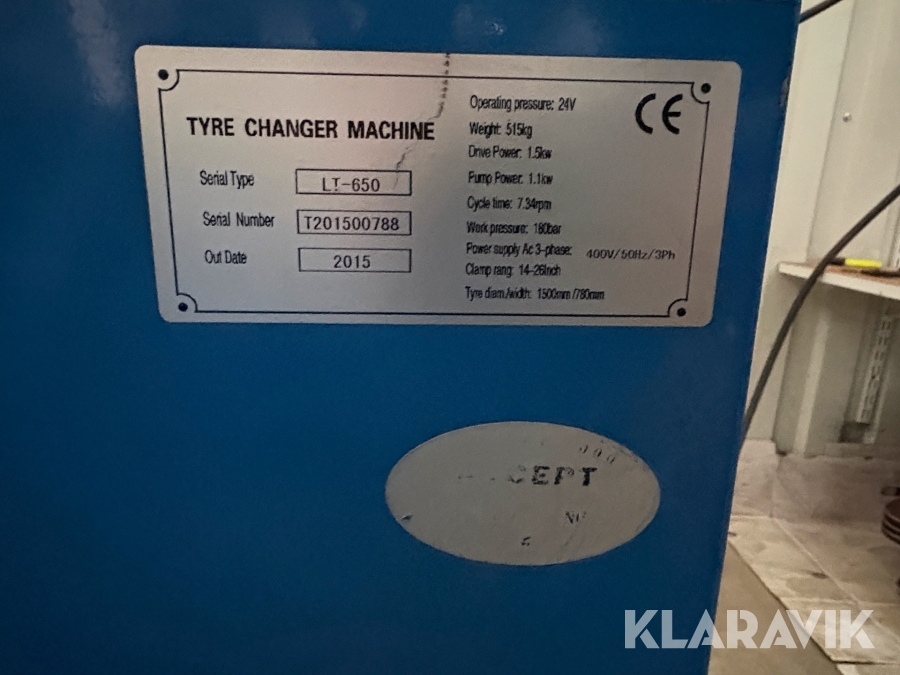 TYRE CHANGER MACHINE
Serial Type LT-650
Serial Number T201500788
Out Date 2015
Operating pressure: 24V
Weight: 515kg
Drive Power: 1.5kw
Pump Power: 1.1kw
Cycle time: 7.34rpm
Work pressure: 180bar
Power supply Ac 3-phase: 400V/50Hz/3Ph
Clamp rang: 14-26Inch
Tyre diam./width: 1500mm/780mm
CE
KLARAVIK